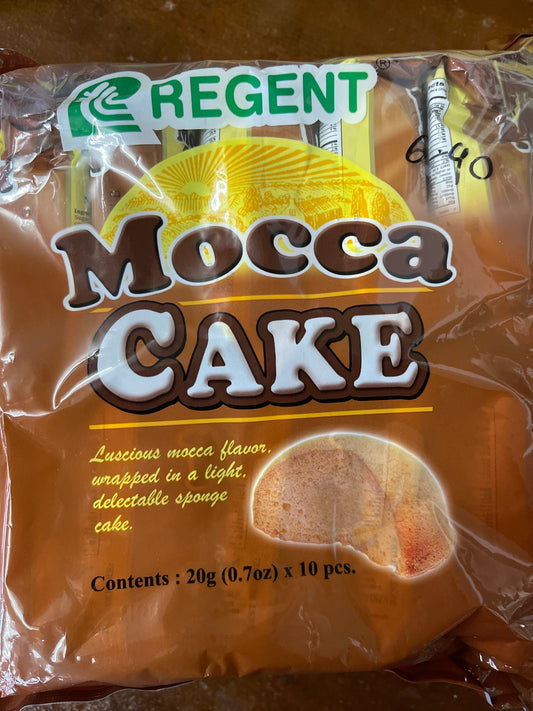 REGENT®
6.40
Mocca
CAKE
Luscious mocca flavor,
wrapped in a light,
delectable sponge
cake.
Contents : 20g (0.7oz) x 10 pcs.